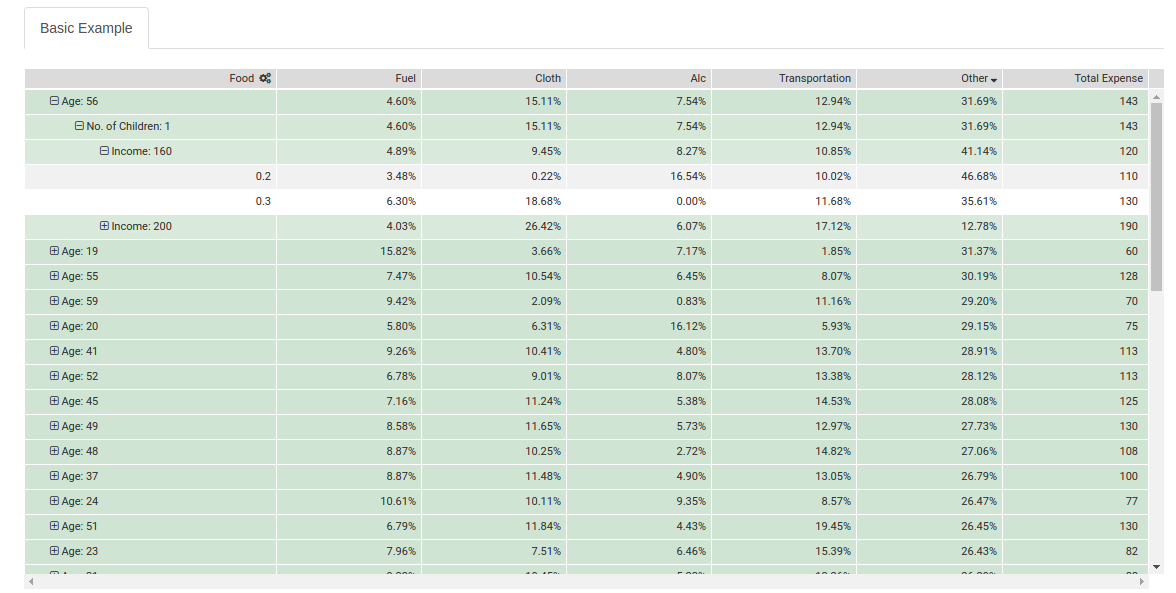 Basic Example
Food Fuel Cloth Alc Transportation Other Total Expense
Age: 56 4.60% 15.11% 7.54% 12.94% 31.69% 143
No. of Children: 1 4.60% 15.11% 7.54% 12.94% 31.69% 143
Income: 160 4.89% 9.45% 8.27% 10.85% 41.14% 120
0.2 3.48% 0.22% 16.54% 10.02% 46.68% 110
0.3 6.30% 18.68% 0.00% 11.68% 35.61% 130
Income: 200 4.03% 26.42% 6.07% 17.12% 12.78% 190
Age: 19 15.82% 3.66% 7.17% 1.85% 31.37% 60
Age: 55 7.47% 10.54% 6.45% 8.07% 30.19% 128
Age: 59 9.42% 2.09% 0.83% 11.16% 29.20% 70
Age: 20 5.80% 6.31% 16.12% 5.93% 29.15% 75
Age: 41 9.26% 10.41% 4.80% 13.70% 28.91% 113
Age: 52 6.78% 9.01% 8.07% 13.38% 28.12% 113
Age: 45 7.16% 11.24% 5.38% 14.53% 28.08% 125
Age: 49 8.58% 11.65% 5.73% 12.97% 27.73% 130
Age: 48 8.87% 10.25% 2.72% 14.82% 27.06% 108
Age: 37 8.87% 11.48% 4.90% 13.05% 26.79% 100
Age: 24 10.61% 10.11% 9.35% 8.57% 26.47% 77
Age: 51 6.79% 11.84% 4.43% 19.45% 26.45% 130
Age: 23 7.96% 7.51% 6.46% 15.39% 26.43% 82